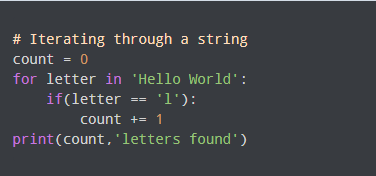 # Iterating through a string
count = 0
for letter in 'Hello World':
    if(letter == 'l'):
        count += 1
print(count,'letters found')